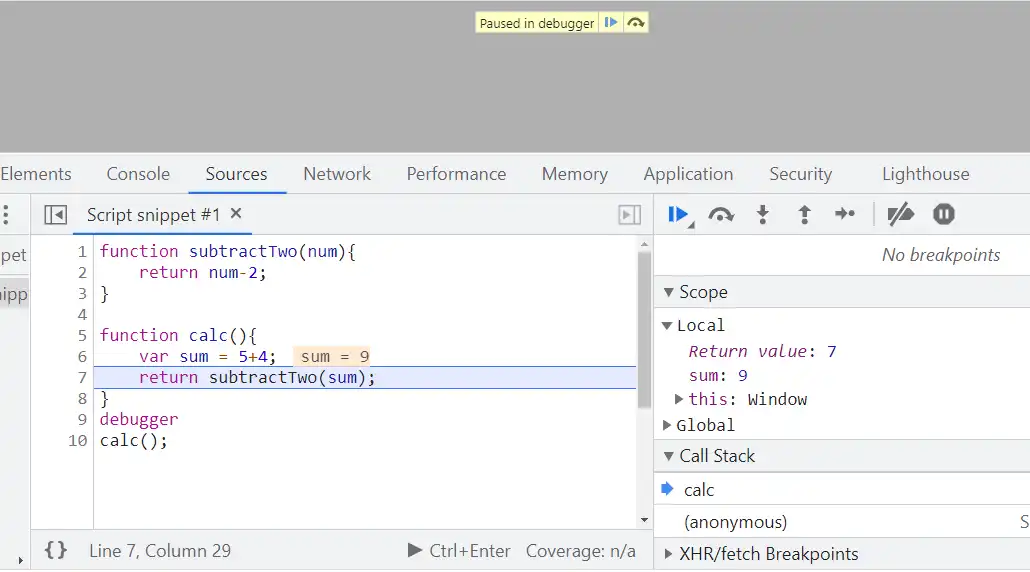 Paused in debugger
Elements Console Sources Network Performance Memory Application Security Lighthouse
Script snippet #1 ×
pet
nipp
1 function subtractTwo(num){
2     return num-2;
3 }
4
5 function calc(){
6     var sum = 5+4;  sum = 9
7     return subtractTwo(sum);
8 }
9 debugger
10 calc();
{} Line 7, Column 29 Ctrl+Enter Coverage: n/a
No breakpoints
Scope
Local
Return value: 7
sum: 9
this: Window
Global
Call Stack
calc
(anonymous) S
XHR/fetch Breakpoints